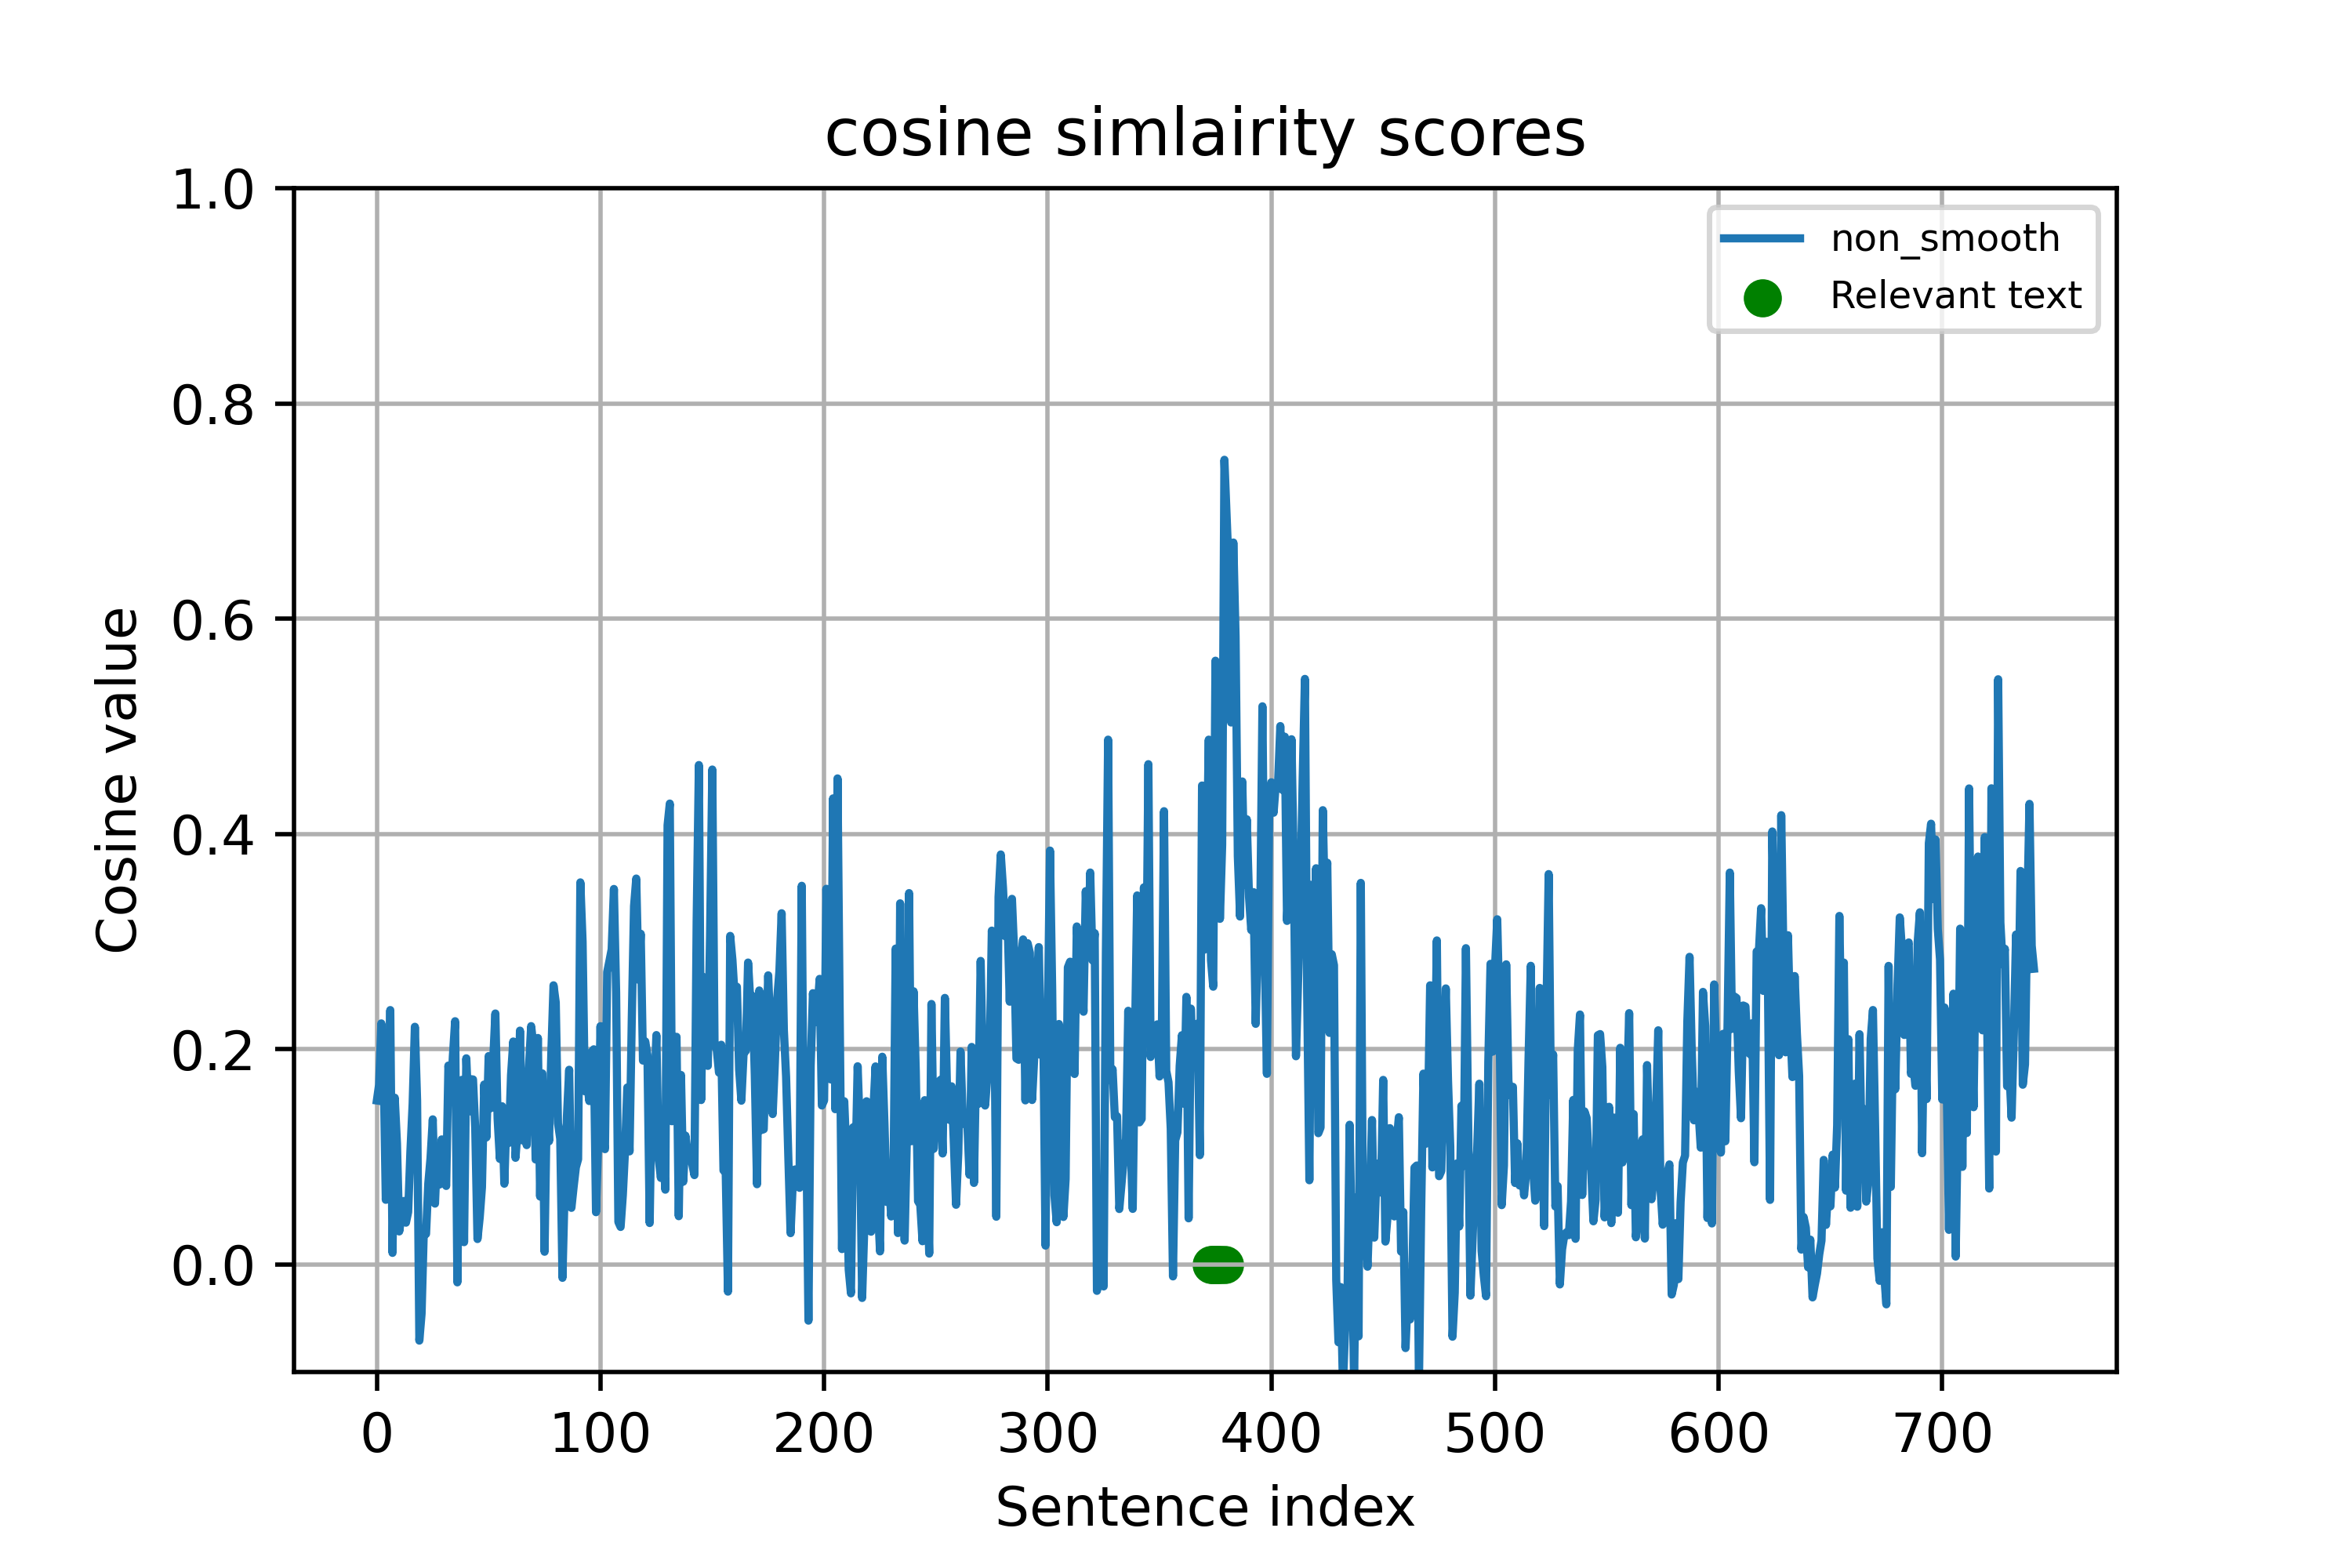 cosine simlairity scores
1.0
0.8
0.6
0.4
0.2
0.0
Cosine value
non_smooth
Relevant text
0 100 200 300 400 500 600 700
Sentence index